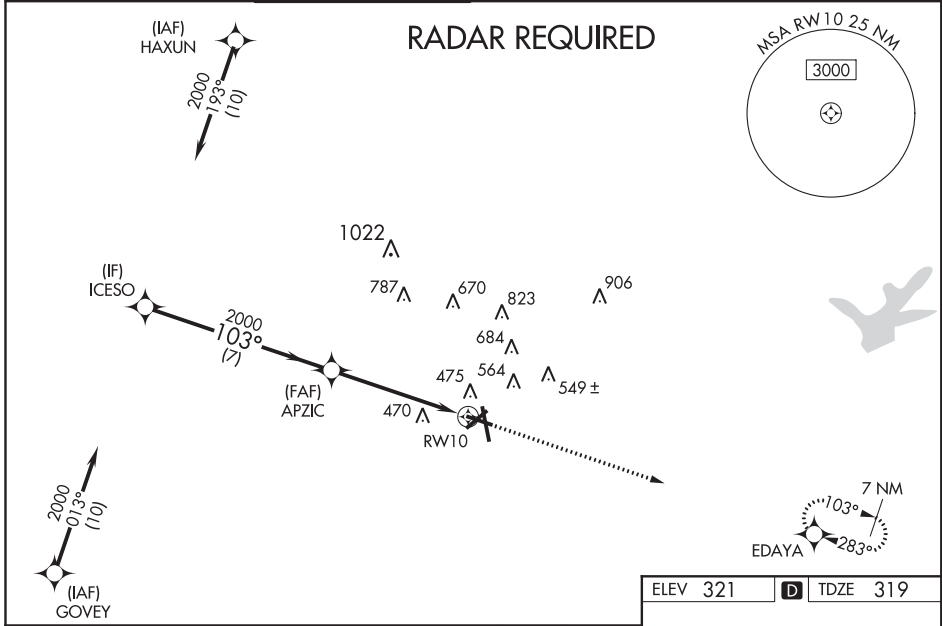 RADAR REQUIRED
(IAF)
HAXUN
2000
193°
(10)
MSA RW10 25 NM
3000
1022
787
670
823
906
684
564
549 ±
475
470
(IF)
ICESO
2000
103°
(7)
(FAF)
APZIC
RW10
2000
013°
(10)
(IAF)
GOVEY
7 NM
103°
283°
EDAYA
ELEV 321 D TDZE 319